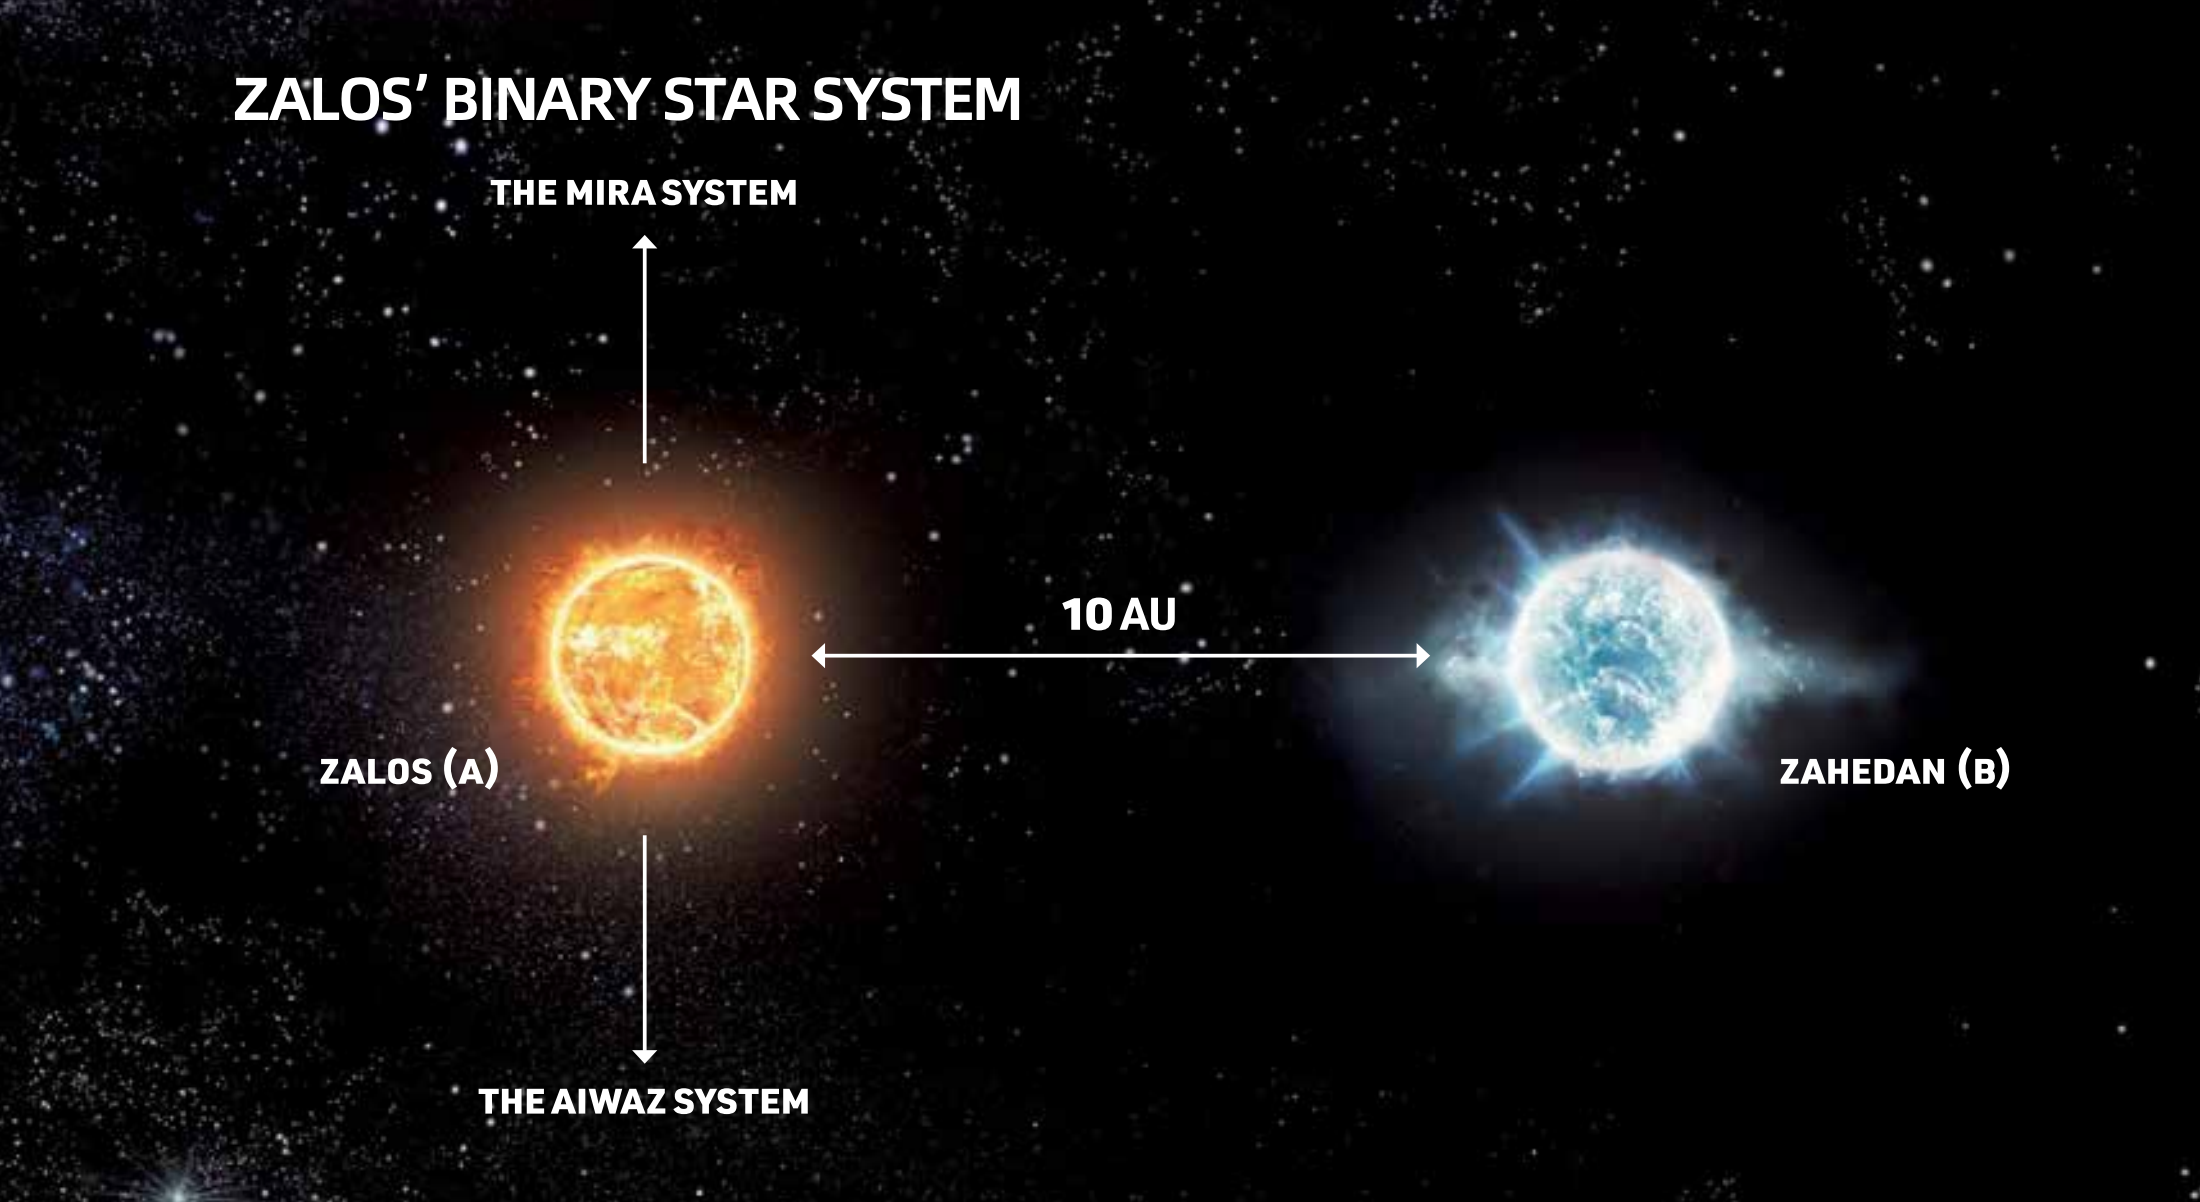 ZALOS’ BINARY STAR SYSTEM
THE MIRA SYSTEM
10 AU
ZALOS (A)
ZAHEDAN (B)
THE AIWAZ SYSTEM